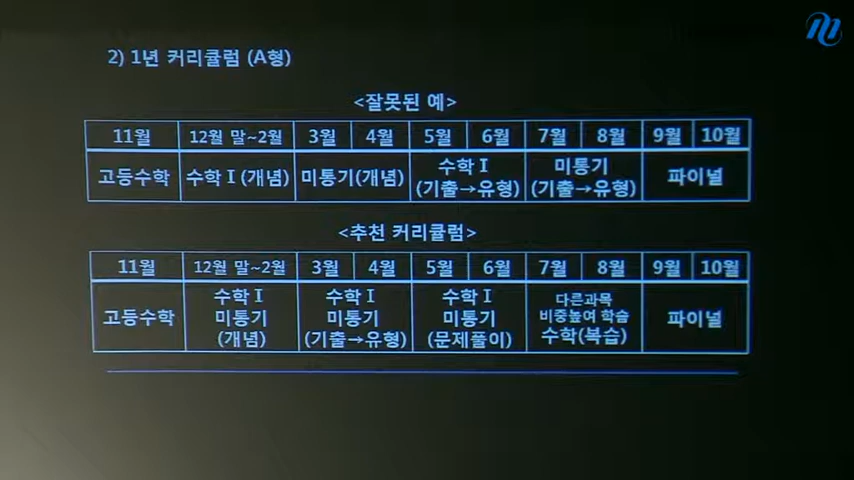 2) 1년 커리큘럼 (A형)
<잘못된 예>
11월 12월 말~2월 3월 4월 5월 6월 7월 8월 9월 10월
고등수학 수학Ⅰ(개념) 미통기(개념) 수학Ⅰ (기출→유형) 미통기 (기출→유형) 파이널
<추천 커리큘럼>
11월 12월 말~2월 3월 4월 5월 6월 7월 8월 9월 10월
고등수학 수학Ⅰ 미통기 (개념) 수학Ⅰ 미통기 (기출→유형) 수학Ⅰ 미통기 (문제풀이) 다른과목 비중높여 학습 수학(복습) 파이널